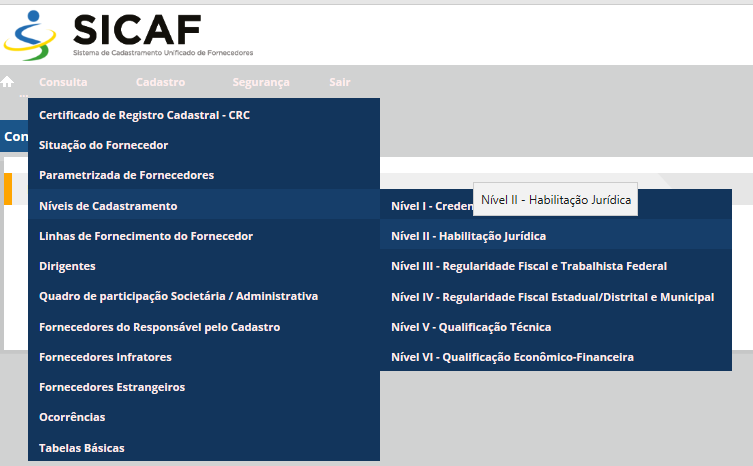 SICAF
Sistema de Cadastramento Unificado de Fornecedores
Consulta Cadastro Segurança Sair
Certificado de Registro Cadastral - CRC
Situação do Fornecedor
Parametrizada de Fornecedores
Níveis de Cadastramento
Linhas de Fornecimento do Fornecedor
Dirigentes
Quadro de participação Societária / Administrativa
Fornecedores do Responsável pelo Cadastro
Fornecedores Infratores
Fornecedores Estrangeiros
Ocorrências
Tabelas Básicas
Nível I - Creden
Nível II - Habilitação Jurídica
Nível II - Habilitação Jurídica
Nível III - Regularidade Fiscal e Trabalhista Federal
Nível IV - Regularidade Fiscal Estadual/Distrital e Municipal
Nível V - Qualificação Técnica
Nível VI - Qualificação Econômico-Financeira